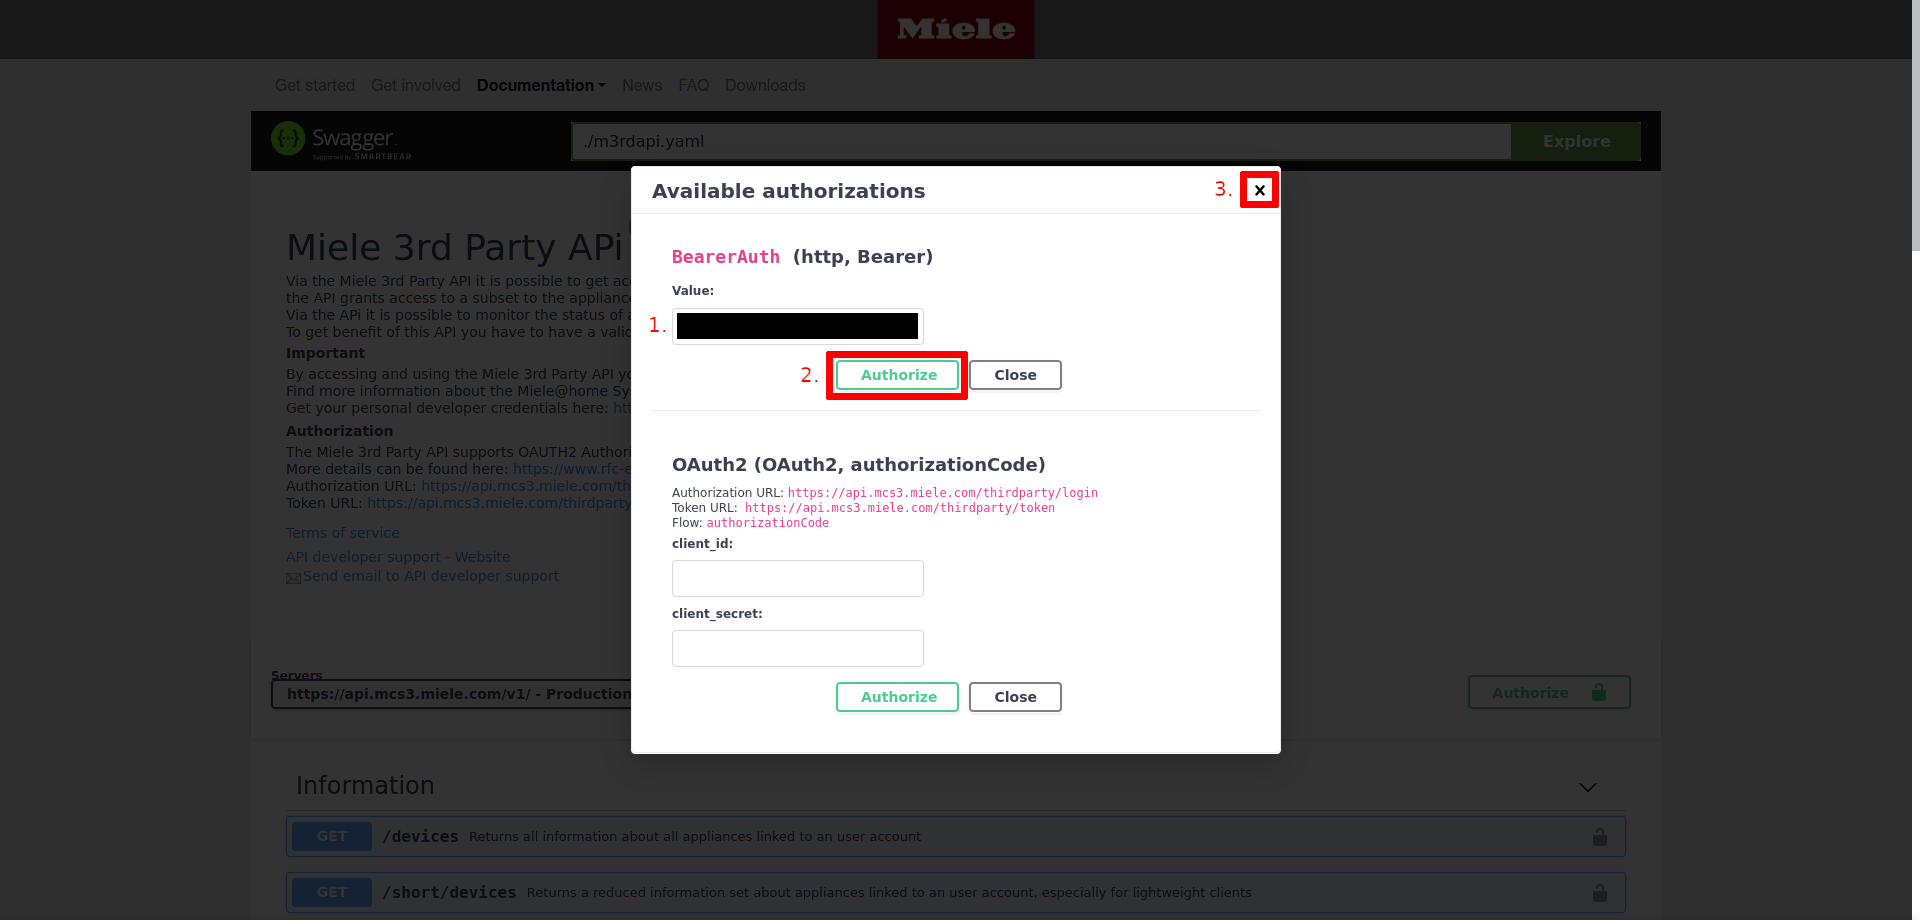 Miele
Get started Get involved Documentation News FAQ Downloads
{···} Swagger. Supported by SMARTBEAR
./m3rdapi.yaml
Explore
Available authorizations
3.
x
Miele 3rd Party APi
Via the Miele 3rd Party API it is possible to get
the API grants access to a subset to the
Via the APi it is possible to monitor the status of
To get benefit of this API you have to have a
Important
By accessing and using the Miele 3rd Party API
Find more information about the Miele@home
Get your personal developer credentials here:
Authorization
The Miele 3rd Party API supports OAUTH2
More details can be found here: https://www.rfc-e
Authorization URL: https://api.mcs3.miele.com/th
Token URL: https://api.mcs3.miele.com/thirdparty
Terms of service
API developer support - Website
Send email to API developer support
BearerAuth (http, Bearer)
Value:
1.
2.
Authorize
Close
OAuth2 (OAuth2, authorizationCode)
Authorization URL: https://api.mcs3.miele.com/thirdparty/login
Token URL: https://api.mcs3.miele.com/thirdparty/token
Flow: authorizationCode
client_id:
client_secret:
Authorize
Close
Servers
https://api.mcs3.miele.com/v1/ - Production
Authorize
Information
GET /devices Returns all information about all appliances linked to an user account
GET /short/devices Returns a reduced information set about appliances linked to an user account, especially for lightweight clients